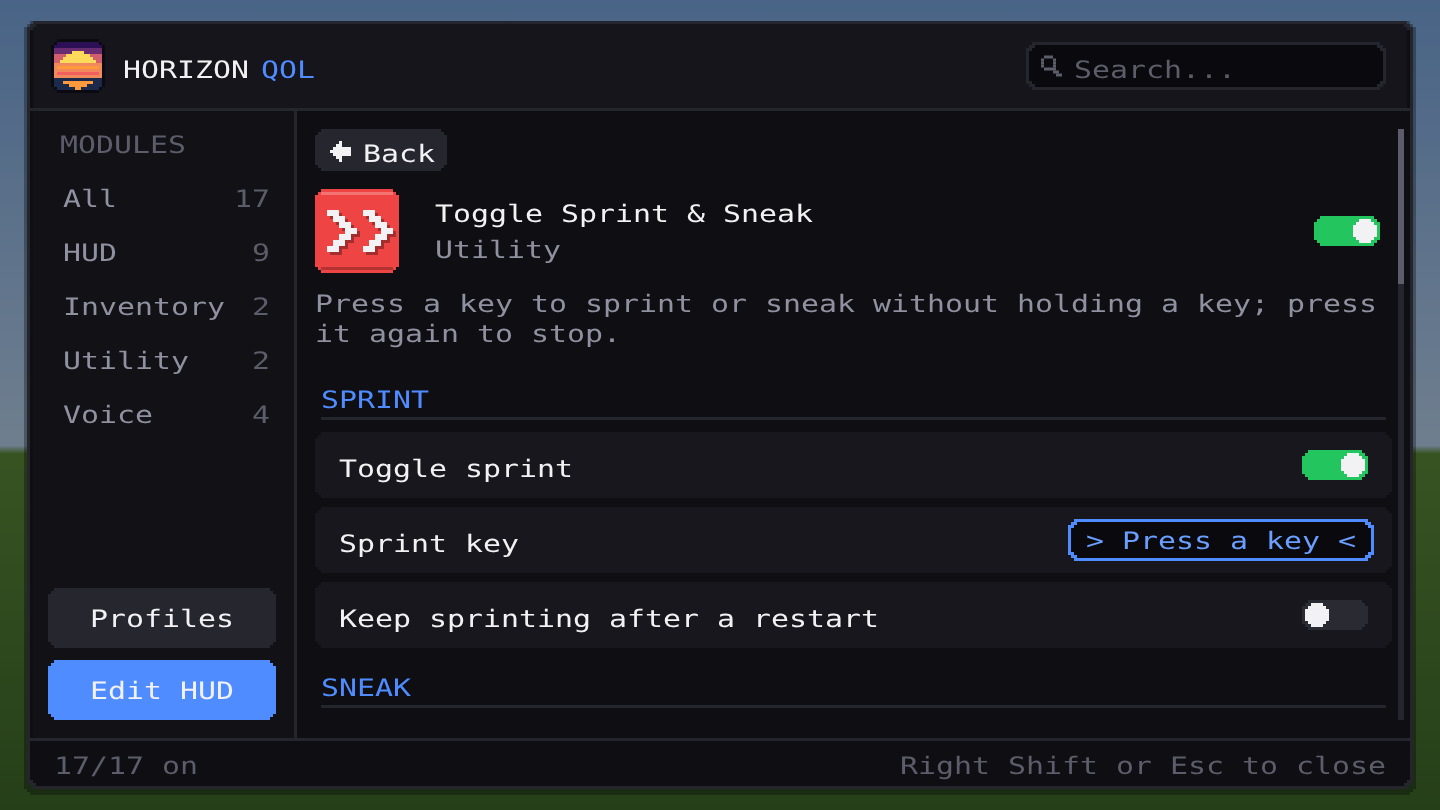 HORIZON QOL
Search...
MODULES
All 17
HUD 9
Inventory 2
Utility 2
Voice 4
Profiles
Edit HUD
Back
Toggle Sprint & Sneak
Utility
Press a key to sprint or sneak without holding a key; press
it again to stop.
SPRINT
Toggle sprint
Sprint key
> Press a key <
Keep sprinting after a restart
SNEAK
17/17 on
Right Shift or Esc to close